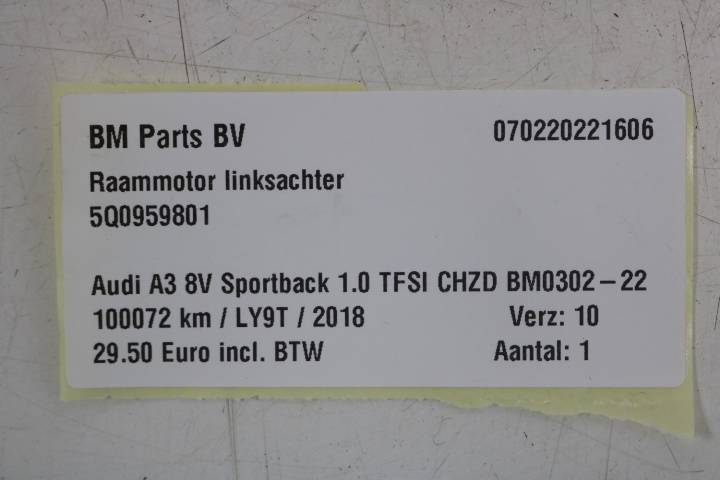 BM Parts BV 070220221606
Raammotor linksachter
5Q0959801
Audi A3 8V Sportback 1.0 TFSI CHZD BM0302-22
100072 km / LY9T / 2018 Verz: 10
29.50 Euro incl. BTW Aantal: 1